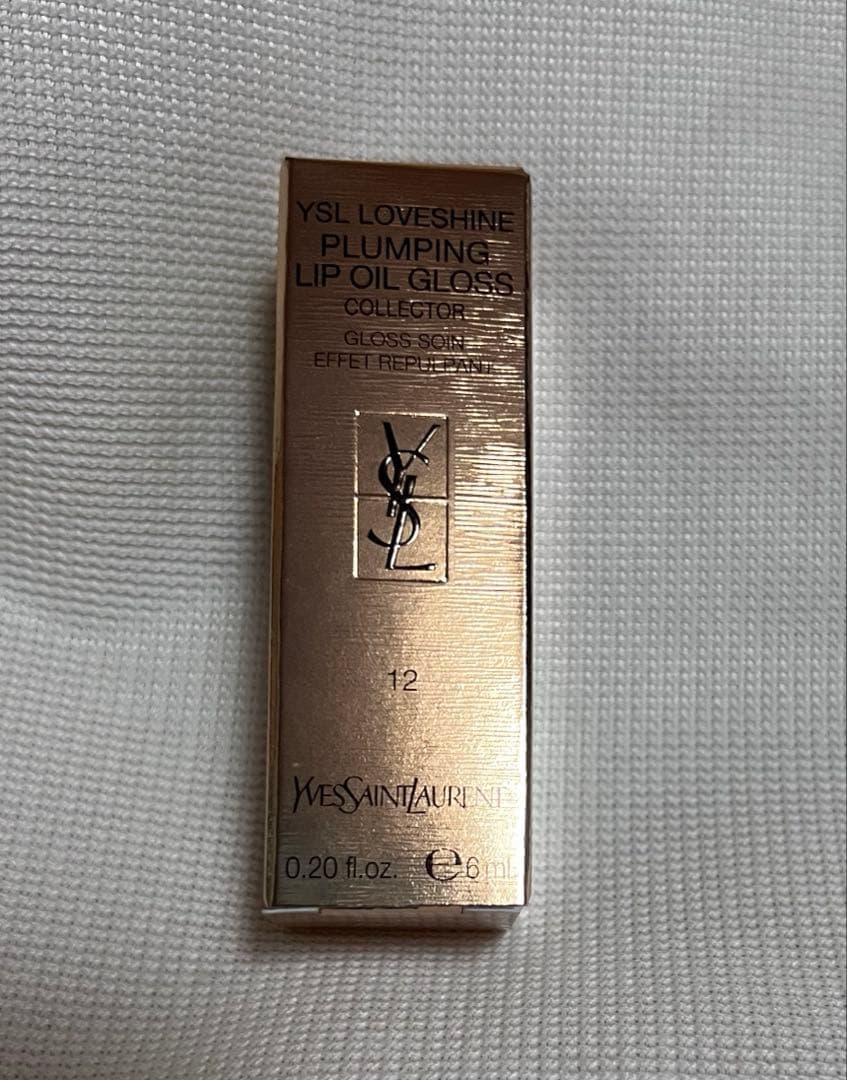 YSL LOVESHINE
PLUMPING
LIP OIL GLOSS
COLLECTOR
GLOSS SOIN
EFFET REPULPANT
YSL
12
YVESSAINTLAURENT
0.20 fl.oz. ℮ 6 ml